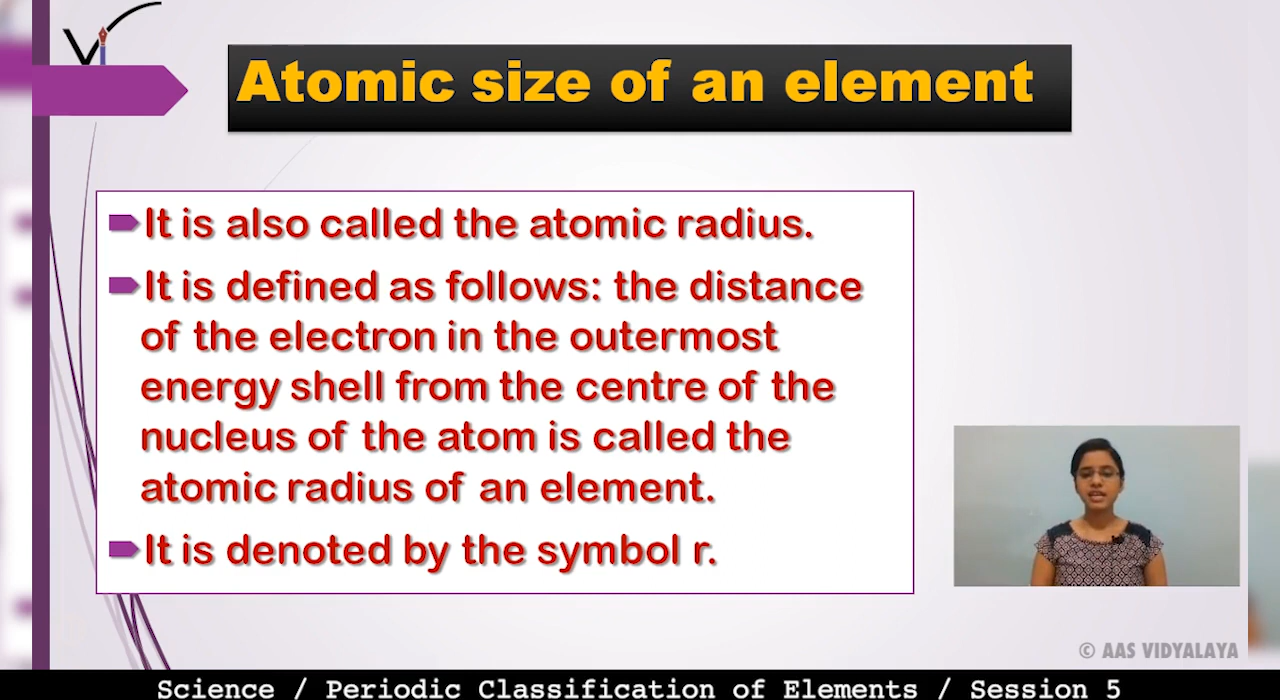 Atomic size of an element
It is also called the atomic radius.
It is defined as follows: the distance
of the electron in the outermost
energy shell from the centre of the
nucleus of the atom is called the
atomic radius of an element.
It is denoted by the symbol r.
© AAS VIDYALAYA
Science / Periodic Classification of Elements / Session 5